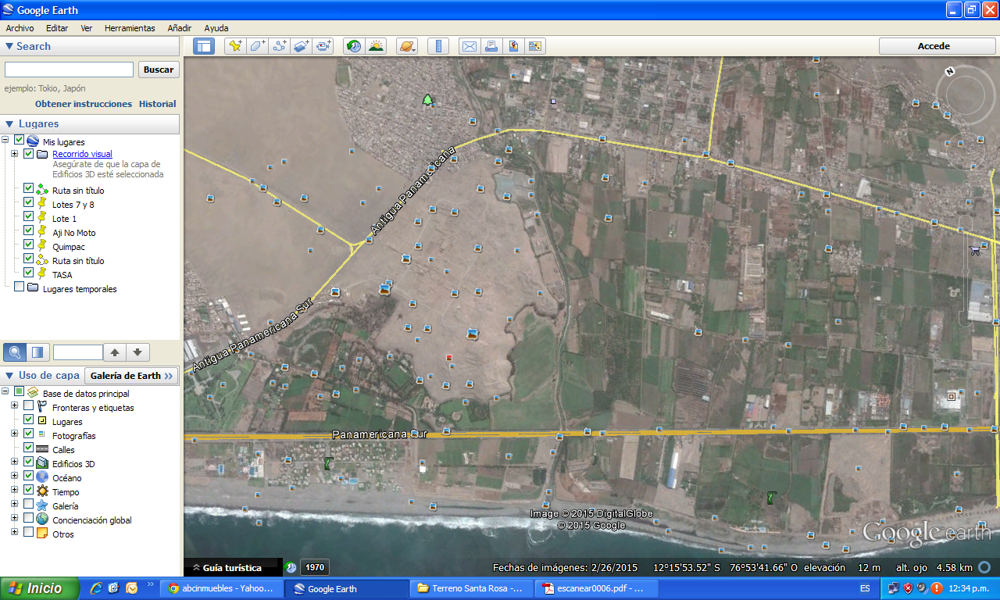 Google Earth
Archivo Editar Ver Herramientas Añadir Ayuda
Search
Buscar
ejemplo: Tokio, Japón
Obtener instrucciones Historial
Lugares
Mis lugares
Recorrido visual
Asegúrate de que la capa de
Edificios 3D esté seleccionada
Ruta sin título
Lotes 7 y 8
Lote 1
Aji No Moto
Quimpac
Ruta sin título
TASA
Lugares temporales
Uso de capa
Galería de Earth »
Base de datos principal
Fronteras y etiquetas
Lugares
Fotografías
Calles
Edificios 3D
Océano
Tiempo
Galería
Concienciación global
Otros
Accede
N
Antigua Panamericana
Antigua Panamericana Sur
Panamericana Sur
Image © 2015 DigitalGlobe
© 2015 Google
Google earth
Guía turística
1970
Fechas de imágenes: 2/26/2015 12°15'53.52" S 76°53'41.66" O elevación 12 m alt. ojo 4.58 km
Inicio
abcinmuebles - Yahoo...
Google Earth
Terreno Santa Rosa -...
escanear0006.pdf - ...
ES
12:34 p.m.